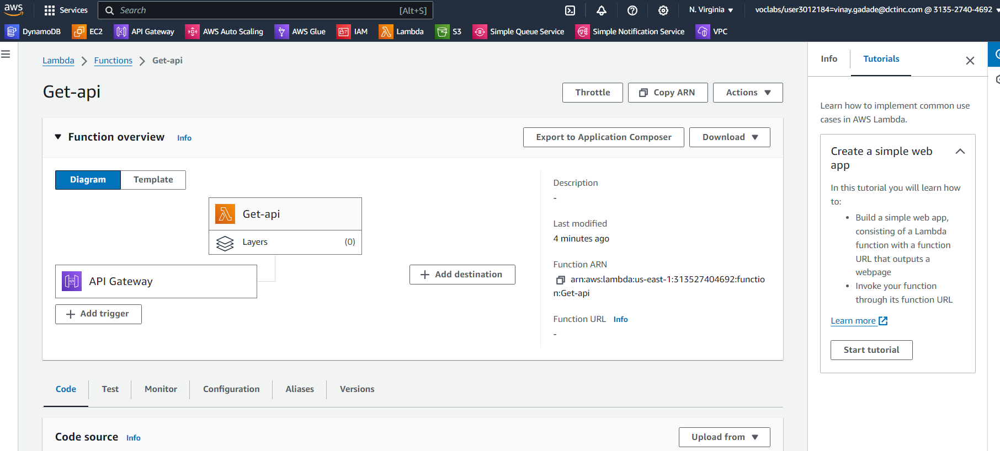 aws
Services
Search
[Alt+S]
N. Virginia
voclabs/user3012184=vinay.gadade@dctinc.com @ 3135-2740-4692
DynamoDB
EC2
API Gateway
AWS Auto Scaling
AWS Glue
IAM
Lambda
S3
Simple Queue Service
Simple Notification Service
VPC
Lambda
Functions
Get-api
Get-api
Throttle
Copy ARN
Actions
Function overview
Info
Export to Application Composer
Download
Diagram
Template
Get-api
Layers
(0)
API Gateway
Add trigger
Add destination
Description
-
Last modified
4 minutes ago
Function ARN
arn:aws:lambda:us-east-1:313527404692:functio
n:Get-api
Function URL
Info
-
Code
Test
Monitor
Configuration
Aliases
Versions
Code source
Info
Upload from
Info
Tutorials
Learn how to implement common use
cases in AWS Lambda.
Create a simple web
app
In this tutorial you will learn how
to:
• Build a simple web app,
consisting of a Lambda
function with a function
URL that outputs a
webpage
• Invoke your function
through its function URL
Learn more
Start tutorial